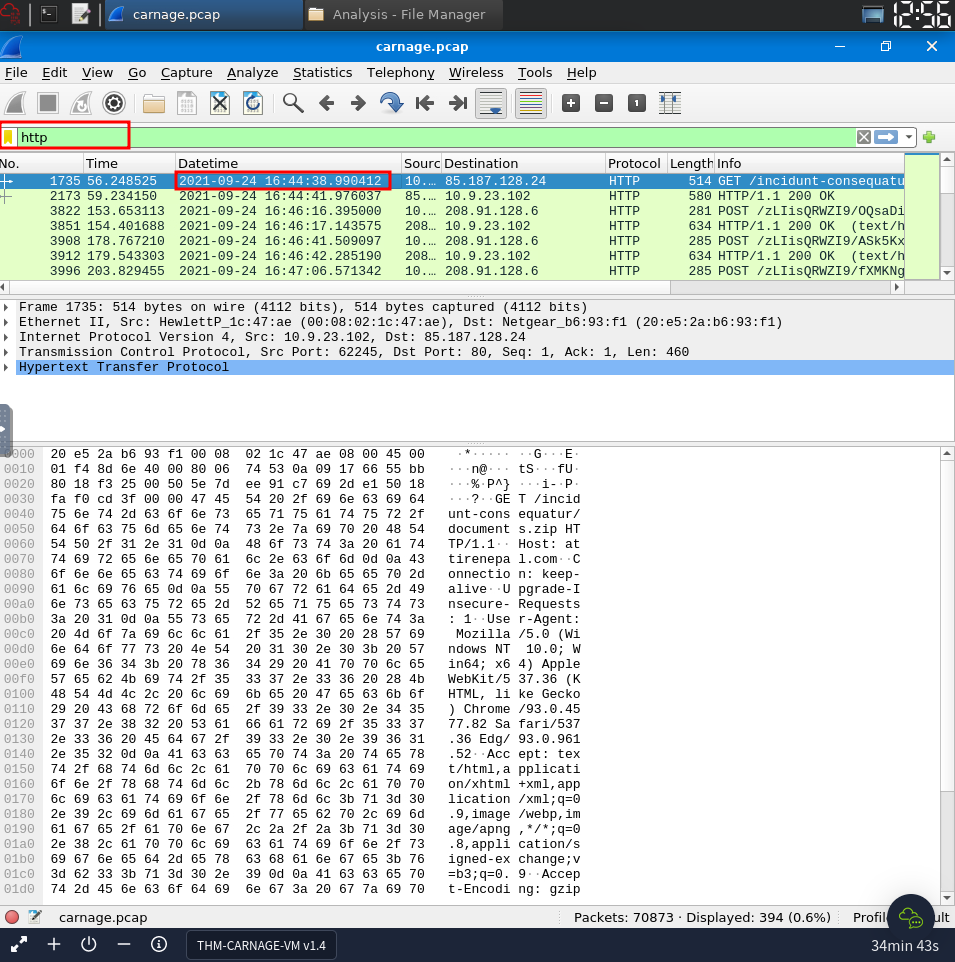 carnage.pcap
Analysis - File Manager
12:56
carnage.pcap
File Edit View Go Capture Analyze Statistics Telephony Wireless Tools Help
http
No. Time Datetime Sourc Destination Protocol Length Info
1735 56.248525 2021-09-24 16:44:38.990412 10.… 85.187.128.24 HTTP 514 GET /incidunt-consequatu
2173 59.234150 2021-09-24 16:44:41.976037 85.… 10.9.23.102 HTTP 580 HTTP/1.1 200 OK
3822 153.653113 2021-09-24 16:46:16.395000 10.… 208.91.128.6 HTTP 281 POST /zLIisQRWZI9/OQsaDi
3851 154.401688 2021-09-24 16:46:17.143575 208… 10.9.23.102 HTTP 634 HTTP/1.1 200 OK (text/h
3908 178.767210 2021-09-24 16:46:41.509097 10.… 208.91.128.6 HTTP 285 POST /zLIisQRWZI9/ASk5Kx
3912 179.543303 2021-09-24 16:46:42.285190 208… 10.9.23.102 HTTP 634 HTTP/1.1 200 OK (text/h
3996 203.829455 2021-09-24 16:47:06.571342 10.… 208.91.128.6 HTTP 285 POST /zLIisQRWZI9/fXMKNg
Frame 1735: 514 bytes on wire (4112 bits), 514 bytes captured (4112 bits)
Ethernet II, Src: HewlettP_1c:47:ae (00:08:02:1c:47:ae), Dst: Netgear_b6:93:f1 (20:e5:2a:b6:93:f1)
Internet Protocol Version 4, Src: 10.9.23.102, Dst: 85.187.128.24
Transmission Control Protocol, Src Port: 62245, Dst Port: 80, Seq: 1, Ack: 1, Len: 460
Hypertext Transfer Protocol
0000 20 e5 2a b6 93 f1 00 08 02 1c 47 ae 08 00 45 00 ·*····· ··G···E·
0010 01 f4 8d 6e 40 00 80 06 74 53 0a 09 17 66 55 bb ···n@··· tS···fU·
0020 80 18 f3 25 00 50 5e 7d ee 91 c7 69 2d e1 50 18 ···%·P^} ···i-·P·
0030 fa f0 cd 3f 00 00 47 45 54 20 2f 69 6e 63 69 64 ···?··GE T /incid
0040 75 6e 74 2d 63 6f 6e 73 65 71 75 61 74 75 72 2f unt-cons equatur/
0050 64 6f 63 75 6d 65 6e 74 73 2e 7a 69 70 20 48 54 document s.zip HT
0060 54 50 2f 31 2e 31 0d 0a 48 6f 73 74 3a 20 61 74 TP/1.1·· Host: at
0070 74 69 72 65 6e 65 70 61 6c 2e 63 6f 6d 0d 0a 43 tirenepa l.com··C
0080 6f 6e 6e 65 63 74 69 6f 6e 3a 20 6b 65 65 70 2d onnectio n: keep-
0090 61 6c 69 76 65 0d 0a 55 70 67 72 61 64 65 2d 49 alive··U pgrade-I
00a0 6e 73 65 63 75 72 65 2d 52 65 71 75 65 73 74 73 nsecure- Requests
00b0 3a 20 31 0d 0a 55 73 65 72 2d 41 67 65 6e 74 3a : 1··Use r-Agent:
00c0 20 4d 6f 7a 69 6c 6c 61 2f 35 2e 30 20 28 57 69 Mozilla /5.0 (Wi
00d0 6e 64 6f 77 73 20 4e 54 20 31 30 2e 30 3b 20 57 ndows NT 10.0; W
00e0 69 6e 36 34 3b 20 78 36 34 29 20 41 70 70 6c 65 in64; x6 4) Apple
00f0 57 65 62 4b 69 74 2f 35 33 37 2e 33 36 20 28 4b WebKit/5 37.36 (K
0100 48 54 4d 4c 2c 20 6c 69 6b 65 20 47 65 63 6b 6f HTML, li ke Gecko
0110 29 20 43 68 72 6f 6d 65 2f 39 33 2e 30 2e 34 35 ) Chrome /93.0.45
0120 37 37 2e 38 32 20 53 61 66 61 72 69 2f 35 33 37 77.82 Sa fari/537
0130 2e 33 36 20 45 64 67 2f 39 33 2e 30 2e 39 36 31 .36 Edg/ 93.0.961
0140 2e 35 32 0d 0a 41 63 63 65 70 74 3a 20 74 65 78 .52··Acc ept: tex
0150 74 2f 68 74 6d 6c 2c 61 70 70 6c 69 63 61 74 69 t/html,a pplicati
0160 6f 6e 2f 78 68 74 6d 6c 2b 78 6d 6c 2c 61 70 70 on/xhtml +xml,app
0170 6c 69 63 61 74 69 6f 6e 2f 78 6d 6c 3b 71 3d 30 lication /xml;q=0
0180 2e 39 2c 69 6d 61 67 65 2f 77 65 62 70 2c 69 6d .9,image /webp,im
0190 61 67 65 2f 61 70 6e 67 2c 2a 2f 2a 3b 71 3d 30 age/apng ,*/*;q=0
01a0 2e 38 2c 61 70 70 6c 69 63 61 74 69 6f 6e 2f 73 .8,appli cation/s
01b0 69 67 6e 65 64 2d 65 78 63 68 61 6e 67 65 3b 76 igned-ex change;v
01c0 3d 62 33 3b 71 3d 30 2e 39 0d 0a 41 63 63 65 70 =b3;q=0. 9··Accep
01d0 74 2d 45 6e 63 6f 64 69 6e 67 3a 20 67 7a 69 70 t-Encodi ng: gzip
carnage.pcap
Packets: 70873 · Displayed: 394 (0.6%)
THM-CARNAGE-VM v1.4
34min 43s